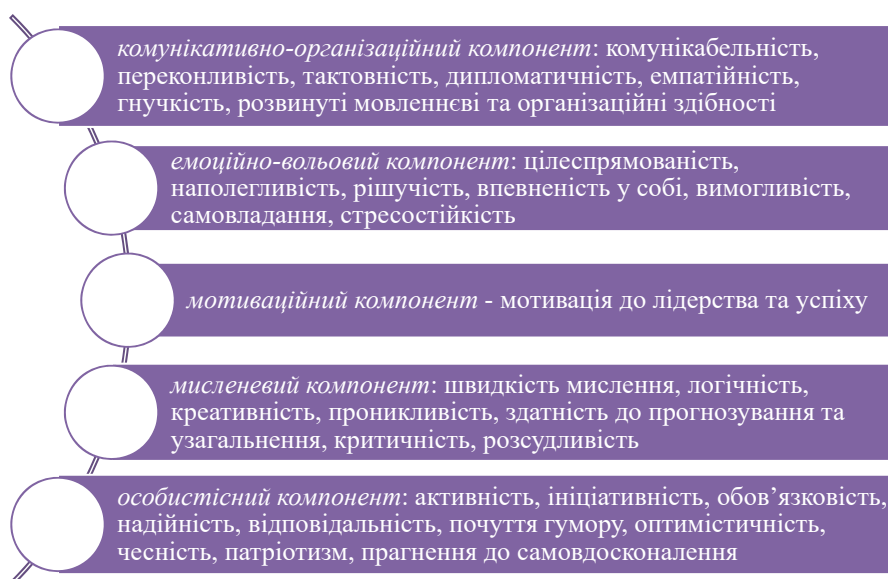 комунікативно-організаційний компонент: комунікабельність,
переконливість, тактовність, дипломатичність, емпатійність,
гнучкість, розвинуті мовленнєві та організаційні здібності
емоційно-вольовий компонент: цілеспрямованість,
наполегливість, рішучість, впевненість у собі, вимогливість,
самовладання, стресостійкість
мотиваційний компонент - мотивація до лідерства та успіху
мисленевий компонент: швидкість мислення, логічність,
креативність, проникливість, здатність до прогнозування та
узагальнення, критичність, розсудливість
особистісний компонент: активність, ініціативність, обов’язковість,
надійність, відповідальність, почуття гумору, оптимістичність,
чесність, патріотизм, прагнення до самовдосконалення